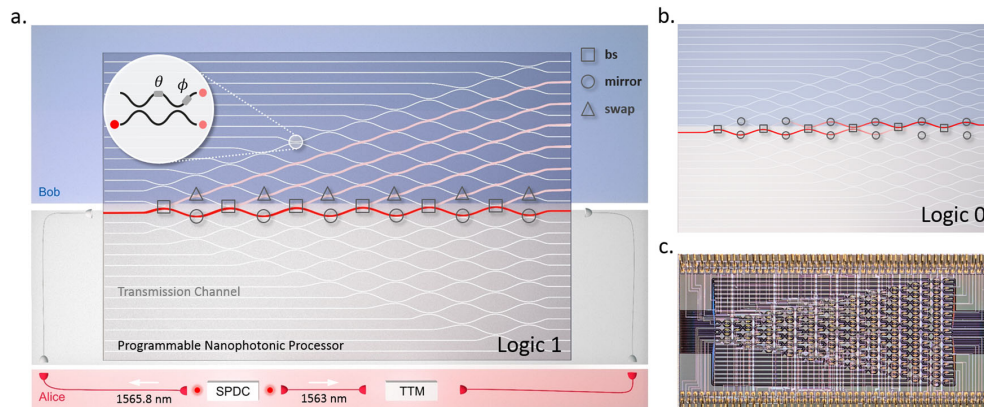 a.
θ
ϕ
bs
mirror
swap
Bob
Transmission Channel
Programmable Nanophotonic Processor
Logic 1
Alice
1565.8 nm
SPDC
1563 nm
TTM
b.
Logic 0
c.